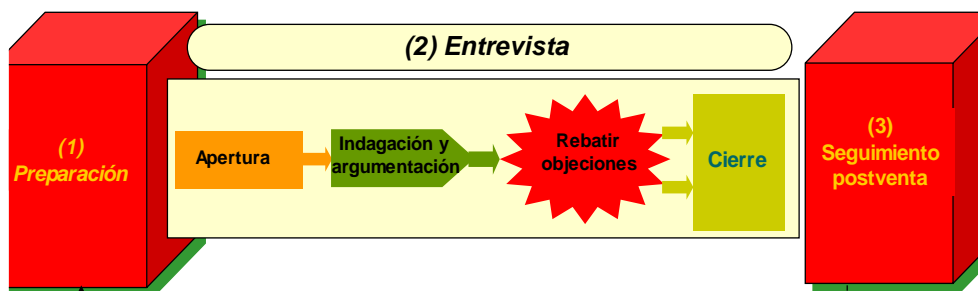 (1)
Preparación
(2) Entrevista
Apertura
Indagación y
argumentación
Rebatir
objeciones
Cierre
(3)
Seguimiento
postventa